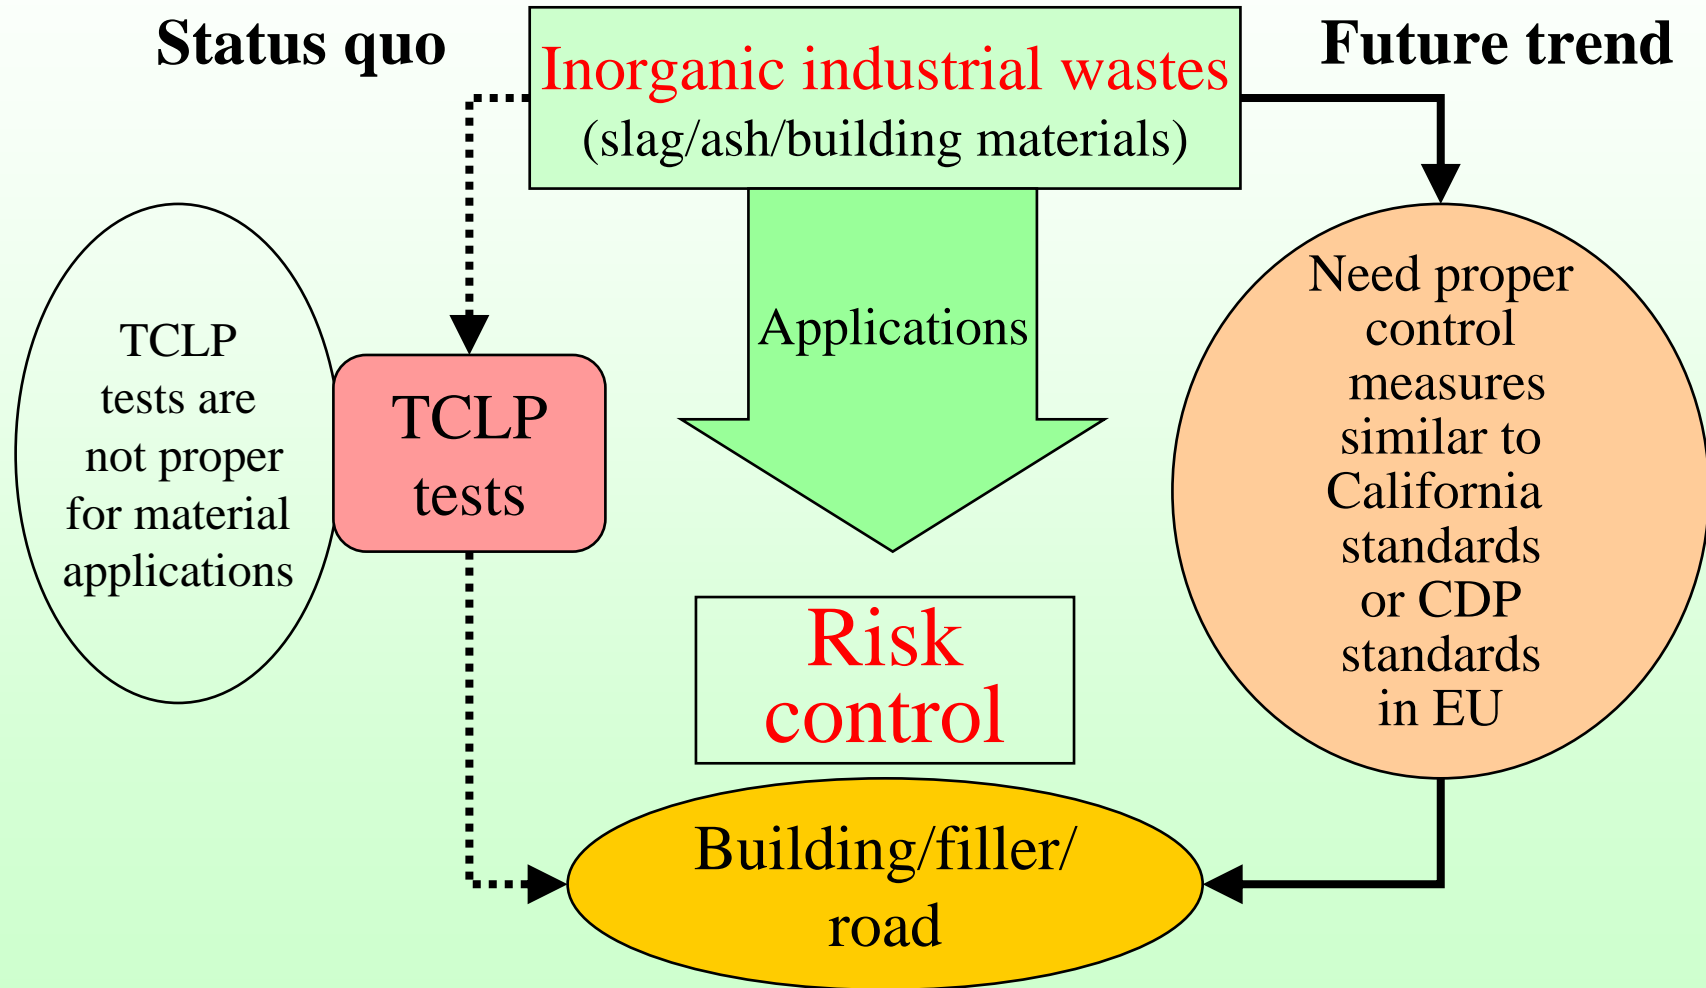 Status quo
Inorganic industrial wastes
(slag/ash/building materials)
Future trend
TCLP
tests are
not proper
for material
applications
TCLP
tests
Applications
Need proper
control
measures
similar to
California
standards
or CDP
standards
in EU
Risk
control
Building/filler/
road